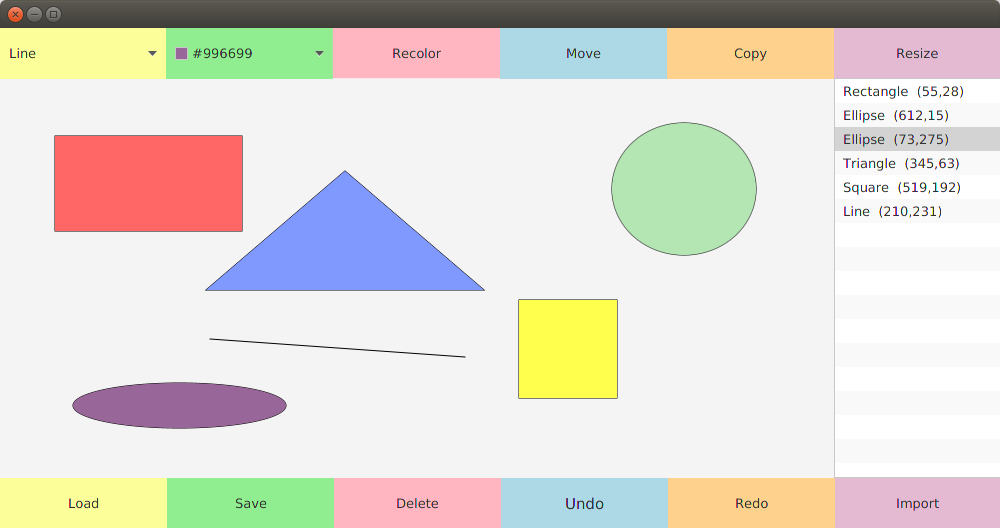 Line
#996699
Recolor
Move
Copy
Resize
Rectangle (55,28)
Ellipse (612,15)
Ellipse (73,275)
Triangle (345,63)
Square (519,192)
Line (210,231)
Load
Save
Delete
Undo
Redo
Import